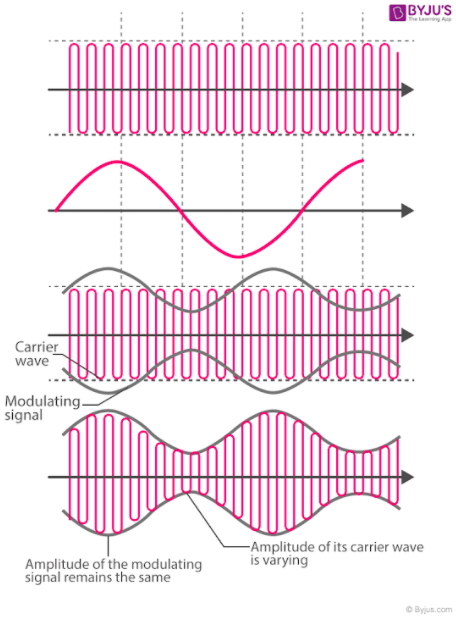 BYJU'S
The Learning App
Carrier
wave
Modulating
signal
Amplitude of its carrier wave
is varying
Amplitude of the modulating
signal remains the same
© Byjus.com